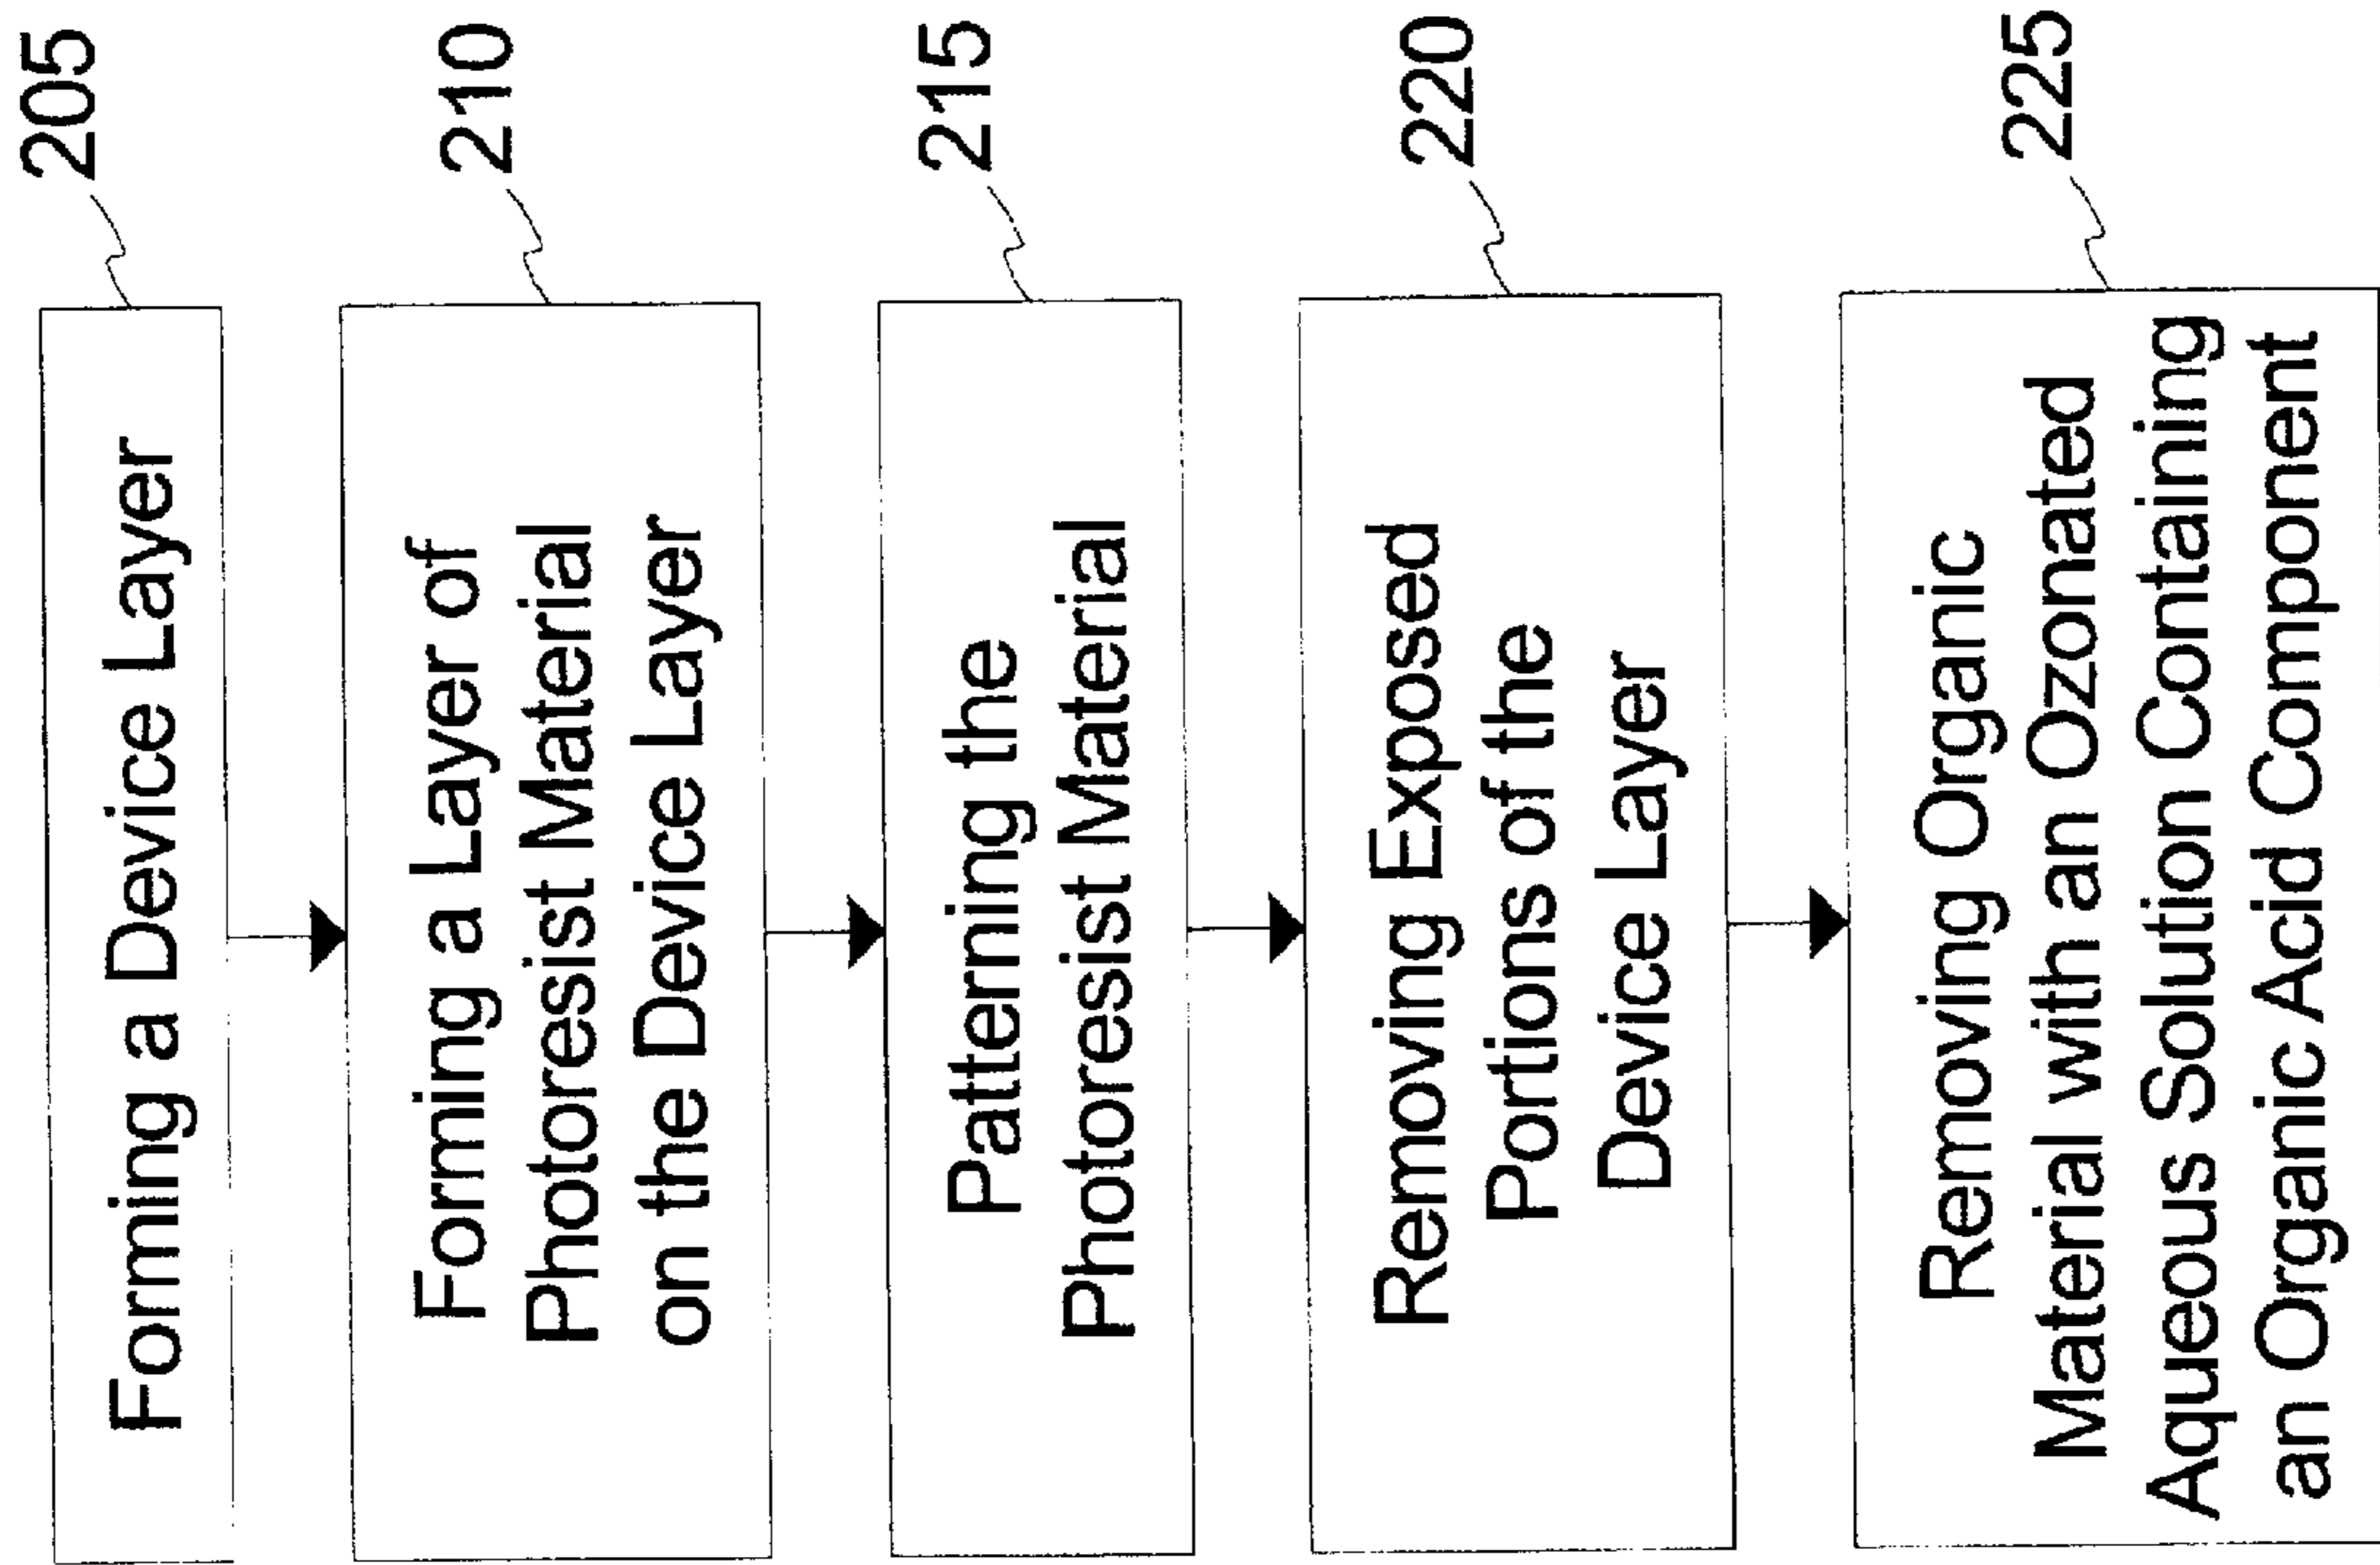 Forming a Device Layer
205
Forming a Layer of
Photoresist Material
on the Device Layer
210
Patterning the
Photoresist Material
215
Removing Exposed
Portions of the
Device Layer
220
Removing Organic
Material with an Ozonated
Aqueous Solution Containing
an Organic Acid Component
225